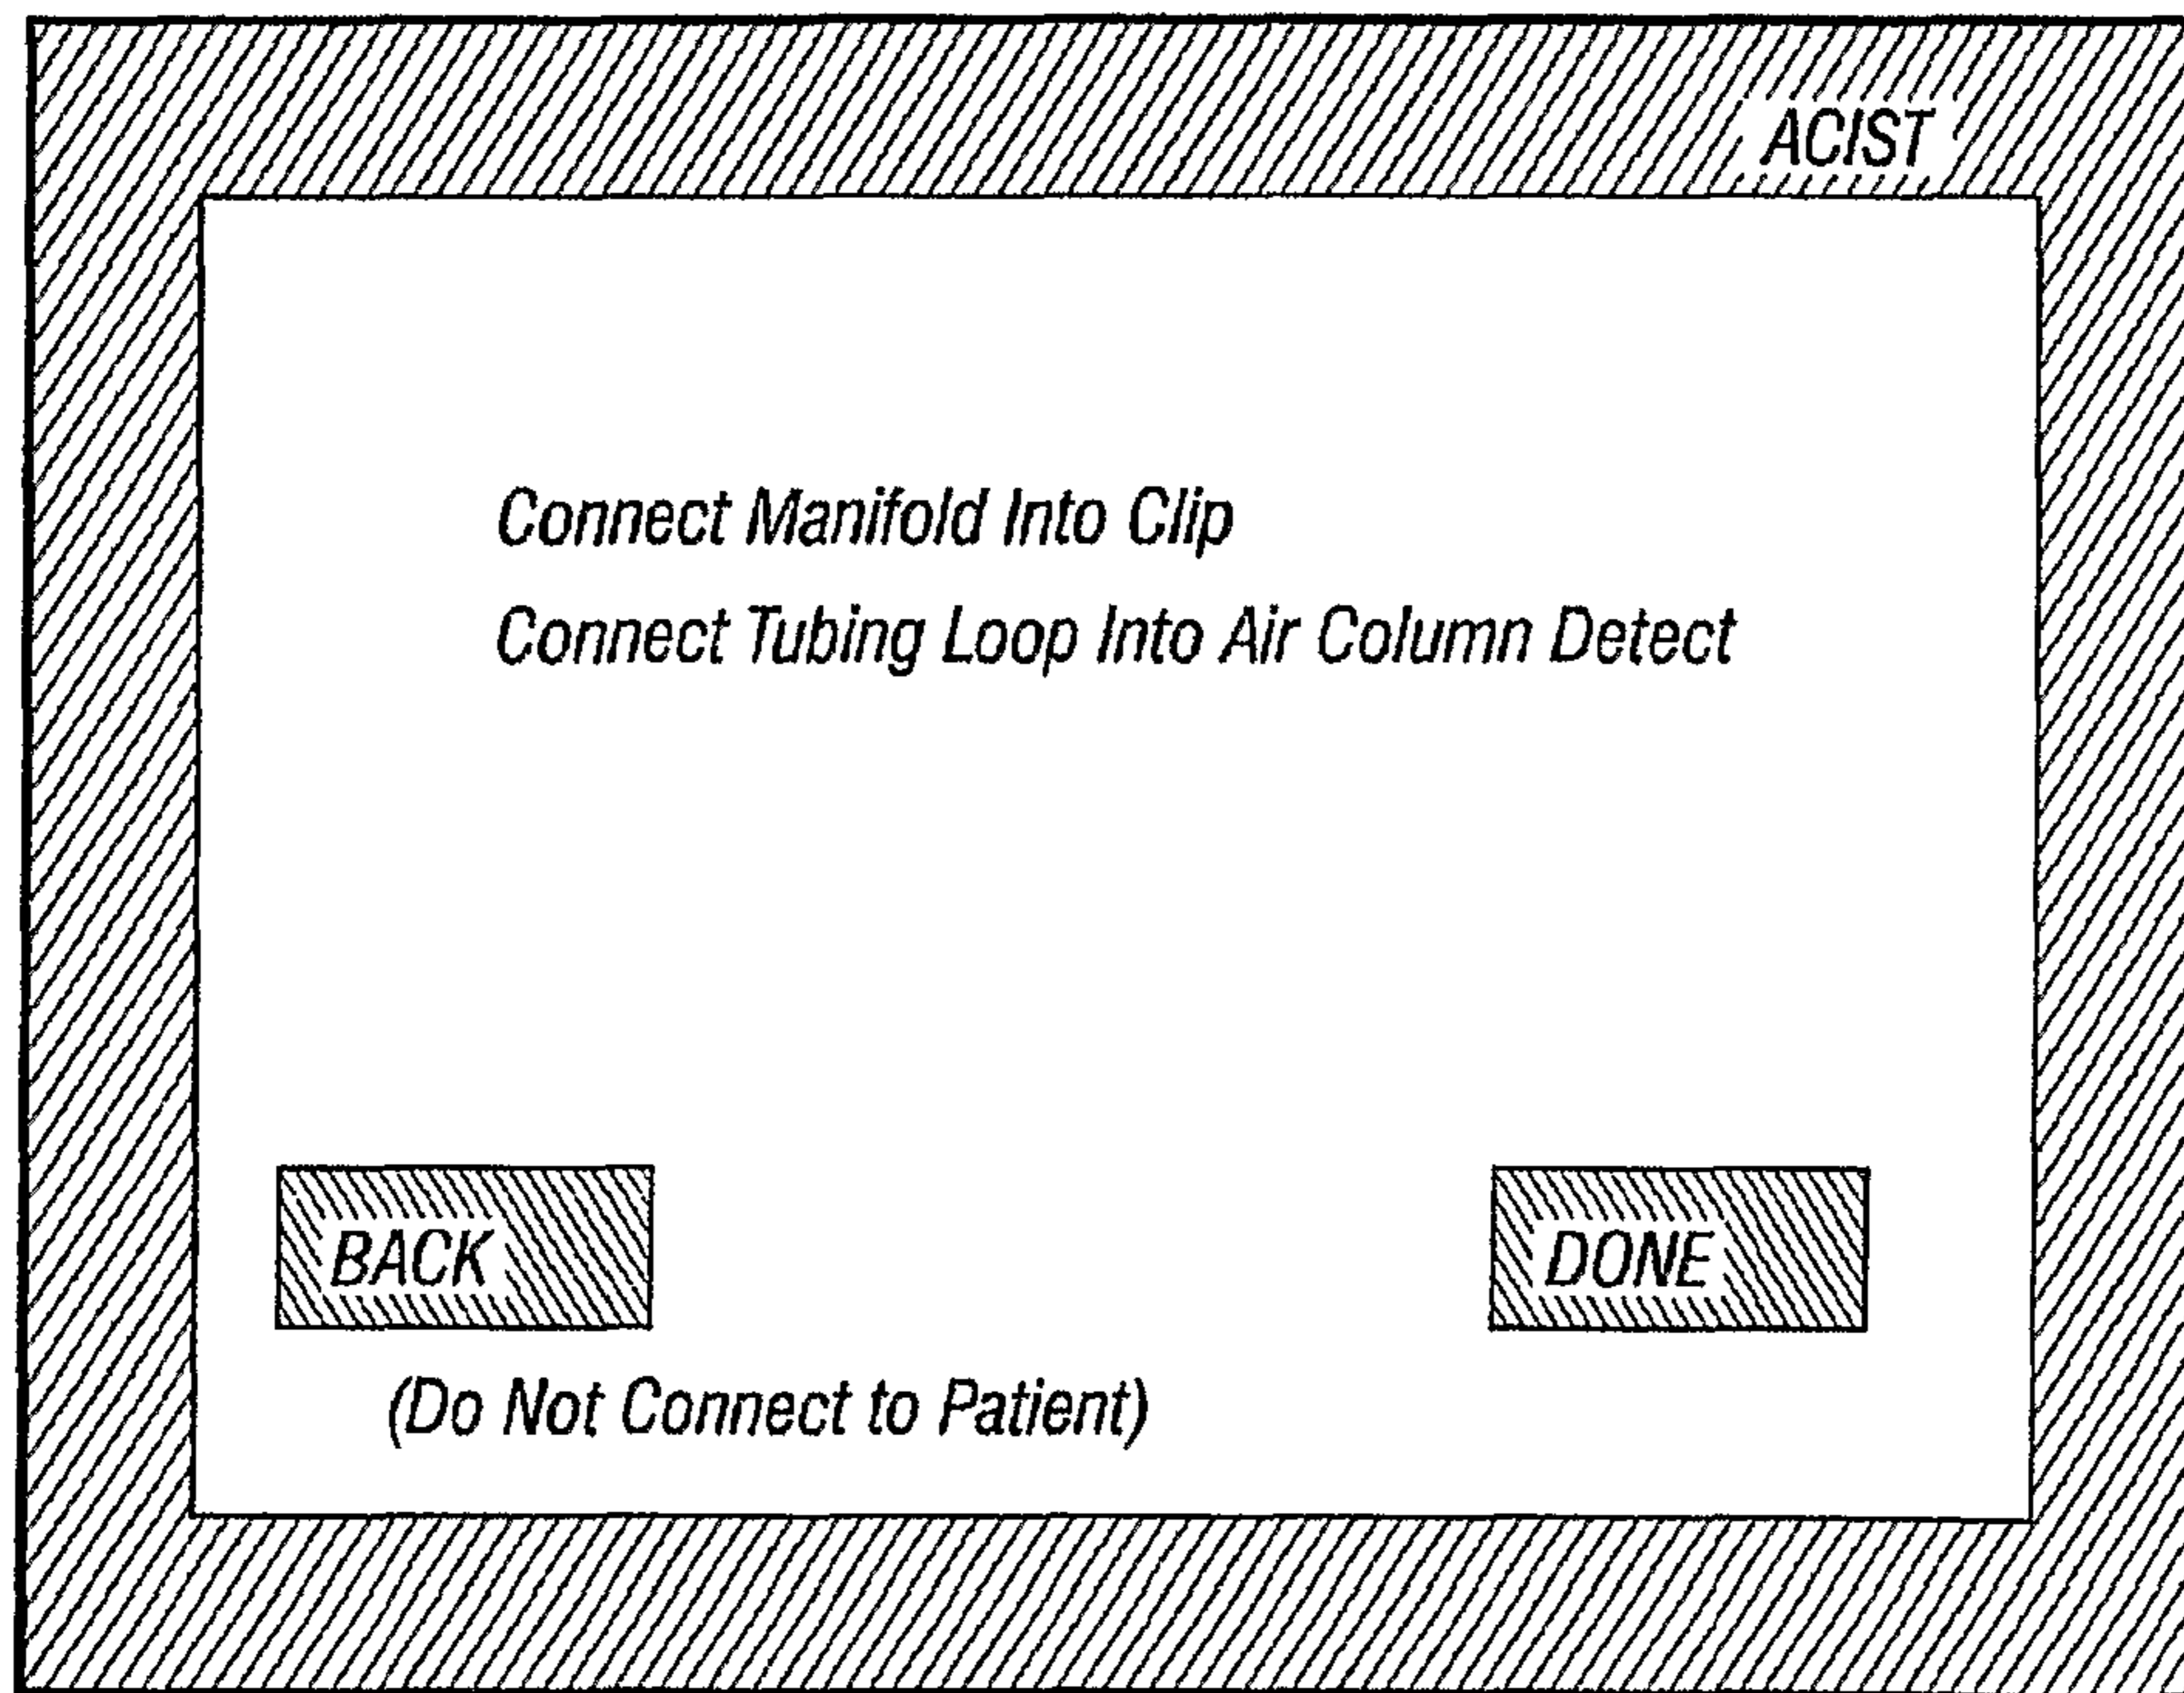 ACIST
Connect Manifold Into Clip
Connect Tubing Loop Into Air Column Detect
BACK
DONE
(Do Not Connect to Patient)